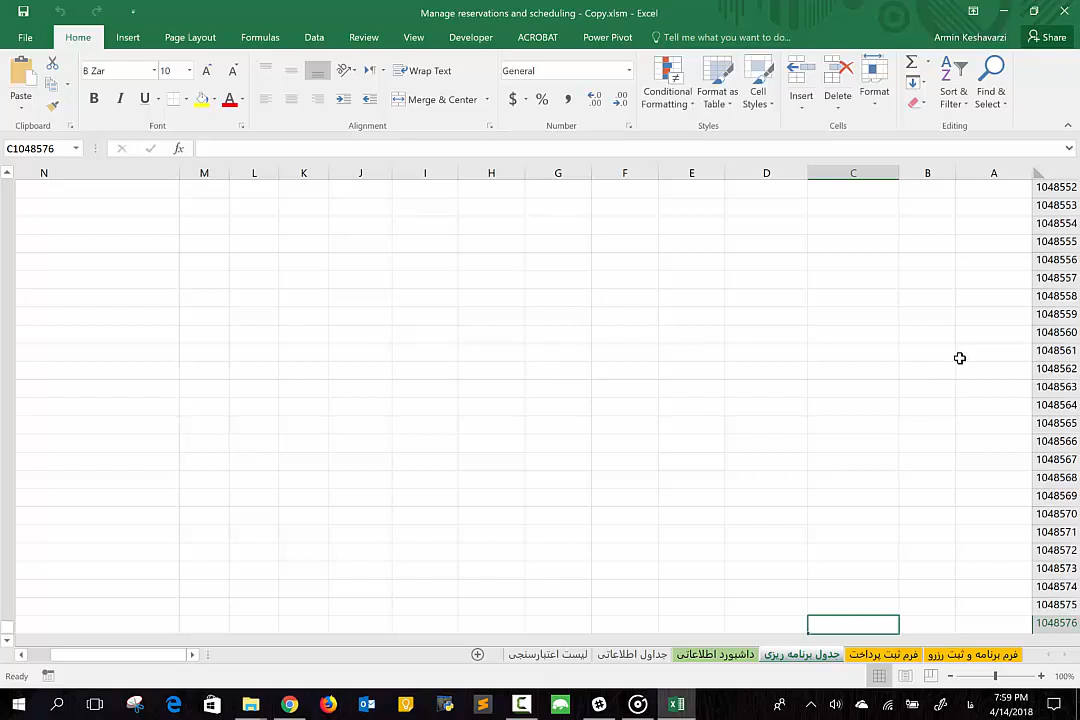 Manage reservations and scheduling - Copy.xlsm - Excel
File Home Insert Page Layout Formulas Data Review View Developer ACROBAT Power Pivot Tell me what you want to do... Armin Keshavarzi Share
B Zar 10 Wrap Text General
Paste Merge & Center Conditional Formatting Format as Table Cell Styles Insert Delete Format Sort & Filter Find & Select
Clipboard Font Alignment Number Styles Cells Editing
C1048576 fx
N M L K J I H G F E D C B A
1048552
1048553
1048554
1048555
1048556
1048557
1048558
1048559
1048560
1048561
1048562
1048563
1048564
1048565
1048566
1048567
1048568
1048569
1048570
1048571
1048572
1048573
1048574
1048575
1048576
فرم برنامه و ثبت رزرو فرم ثبت پرداخت جدول برنامه ریزی داشبورد اطلاعاتی جداول اطلاعاتی لیست اعتبارسنجی
Ready 100%
7:59 PM
4/14/2018